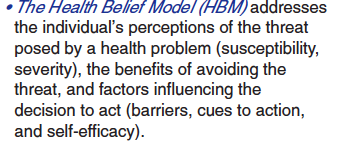 • The Health Belief Model (HBM) addresses
the individual's perceptions of the threat
posed by a health problem (susceptibility,
severity), the benefits of avoiding the
threat, and factors influencing the
decision to act (barriers, cues to action,
and self-efficacy).